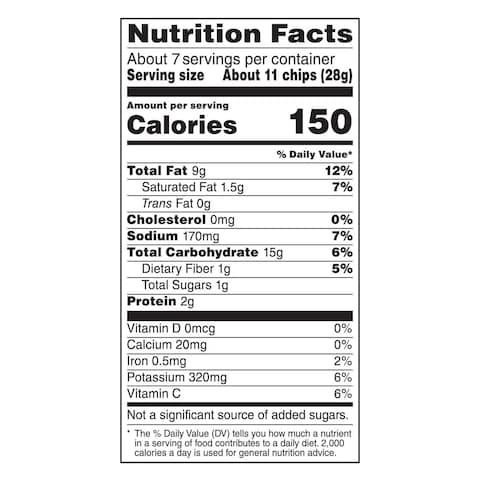 Nutrition Facts
About 7 servings per container
Serving size About 11 chips (28g)
Amount per serving
Calories 150
% Daily Value*
Total Fat 9g 12%
Saturated Fat 1.5g 7%
Trans Fat 0g
Cholesterol 0mg 0%
Sodium 170mg 7%
Total Carbohydrate 15g 6%
Dietary Fiber 1g 5%
Total Sugars 1g
Protein 2g
Vitamin D 0mcg 0%
Calcium 20mg 0%
Iron 0.5mg 2%
Potassium 320mg 6%
Vitamin C 6%
Not a significant source of added sugars.
* The % Daily Value (DV) tells you how much a nutrient
in a serving of food contributes to a daily diet. 2,000
calories a day is used for general nutrition advice.